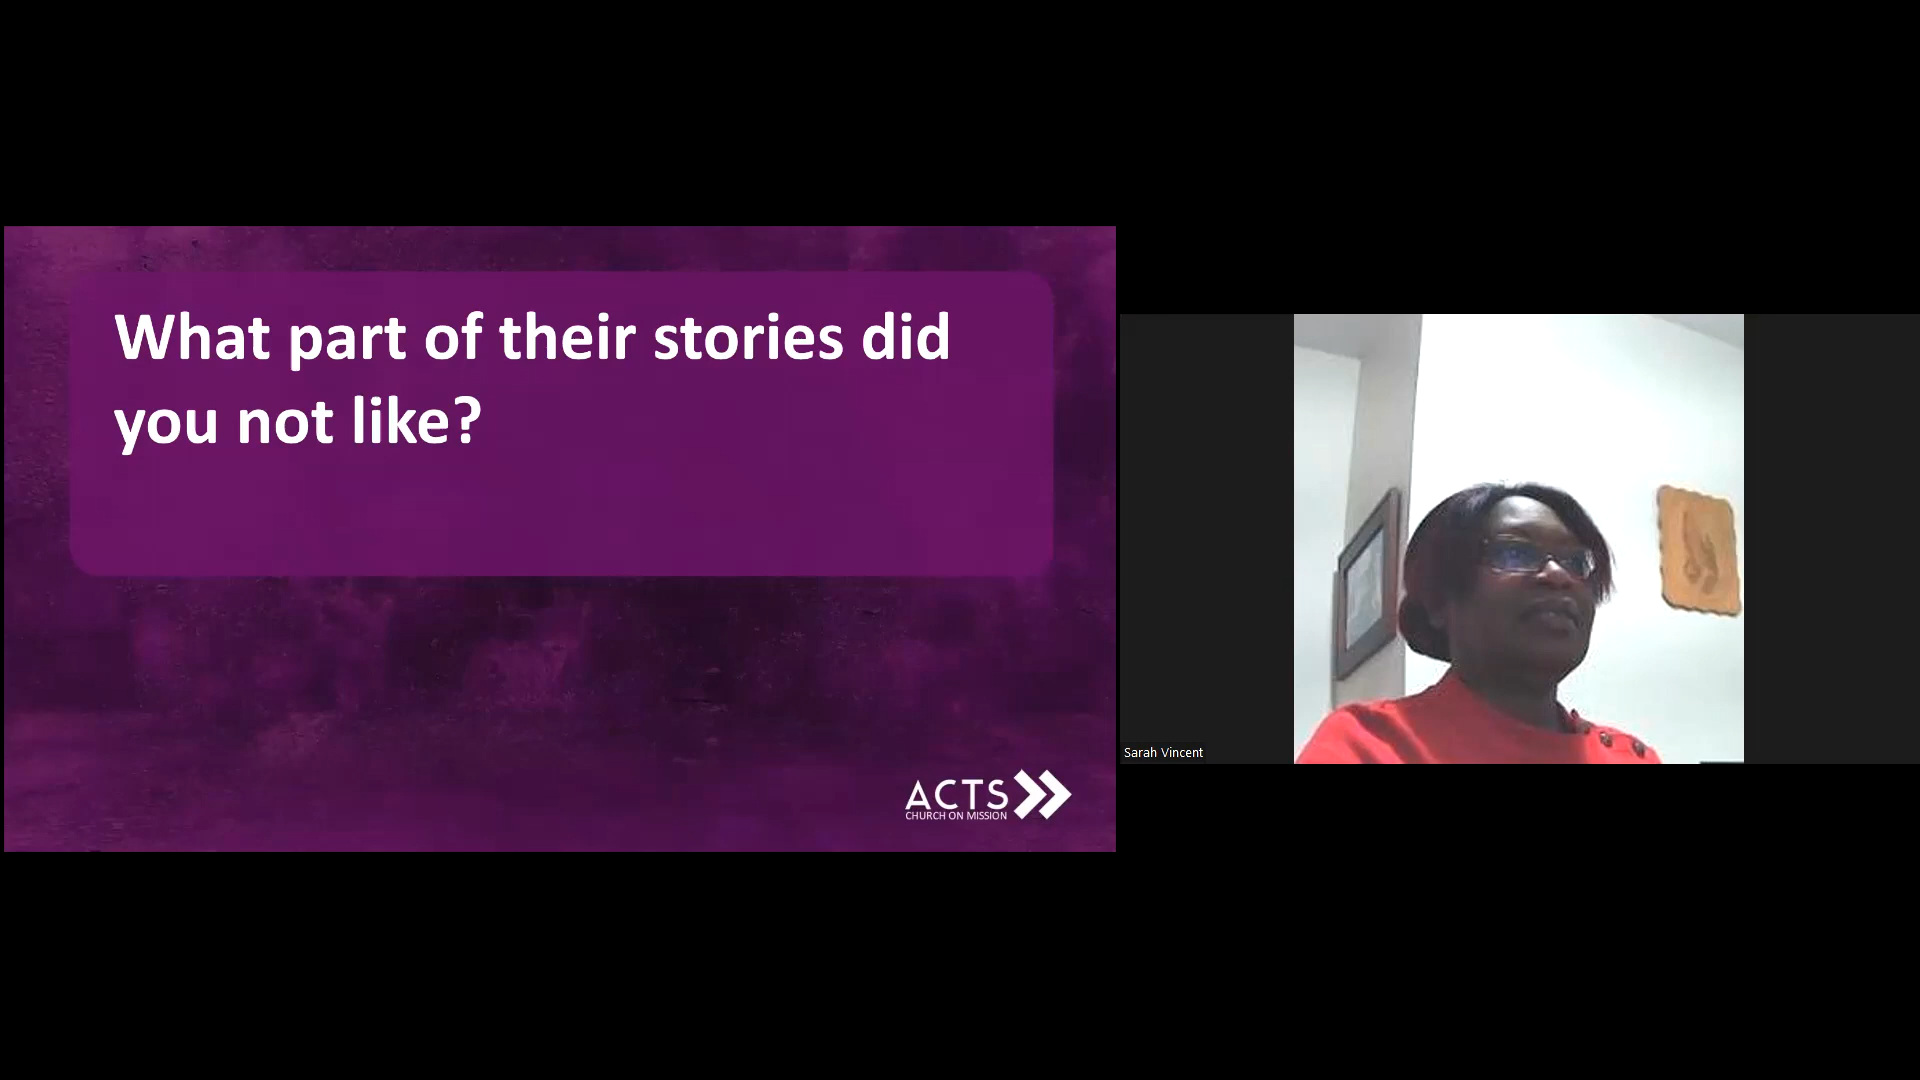 What part of their stories did
you not like?
ACTS
CHURCH ON MISSION
Sarah Vincent